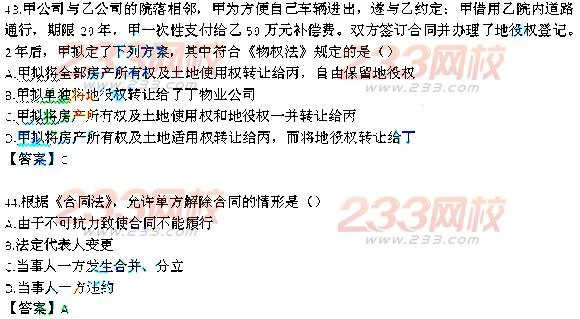 43.甲公司与乙公司的院落相邻，甲为方便自己车辆进出，遂与乙约定：甲借用乙院内道路
通行，期限20年，甲一次性支付给乙50万元补偿费。双方签订合同并办理了地役权登记。
2年后，甲拟定了下列方案，其中符合《物权法》规定的是（）
A.甲拟将全部房产所有权及土地使用权转让给丙，自由保留地役权
B.甲拟单独将地役权转让给了丁物业公司
C.甲拟将房产所有权及土地使用权和地役权一并转让给丙
D.甲拟将房产所有权及土地适用权转让给丙，而将地役权转让给丁
【答案】C
44.根据《合同法》，允许单方解除合同的情形是（）
A.由于不可抗力致使合同不能履行
B.法定代表人变更
C.当事人一方发生合并、分立
D.当事人一方违约
【答案】A
233网校
www.233.com
233网校
www.233.com